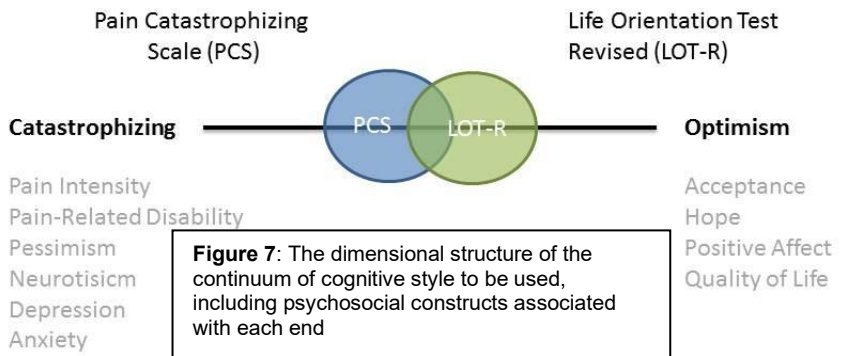 Pain Catastrophizing
Scale (PCS)
Life Orientation Test
Revised (LOT-R)
Catastrophizing
PCS
LOT-R
Optimism
Pain Intensity
Pain-Related Disability
Pessimism
Neurotisicm
Depression
Anxiety
Acceptance
Hope
Positive Affect
Quality of Life
Figure 7: The dimensional structure of the
continuum of cognitive style to be used,
including psychosocial constructs associated
with each end